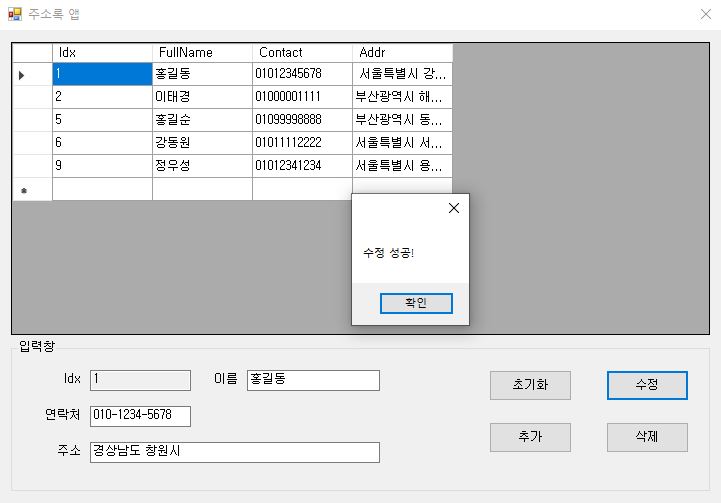 주소록 앱
Idx FullName Contact Addr
1 홍길동 01012345678 서울특별시 강...
2 이태경 01000001111 부산광역시 해...
5 홍길순 01099998888 부산광역시 동...
6 강동원 01011112222 서울특별시 서...
9 정우성 01012341234 서울특별시 용...
수정 성공!
확인
입력창
Idx 1 이름 홍길동 초기화 수정
연락처 010-1234-5678
추가 삭제
주소 경상남도 창원시